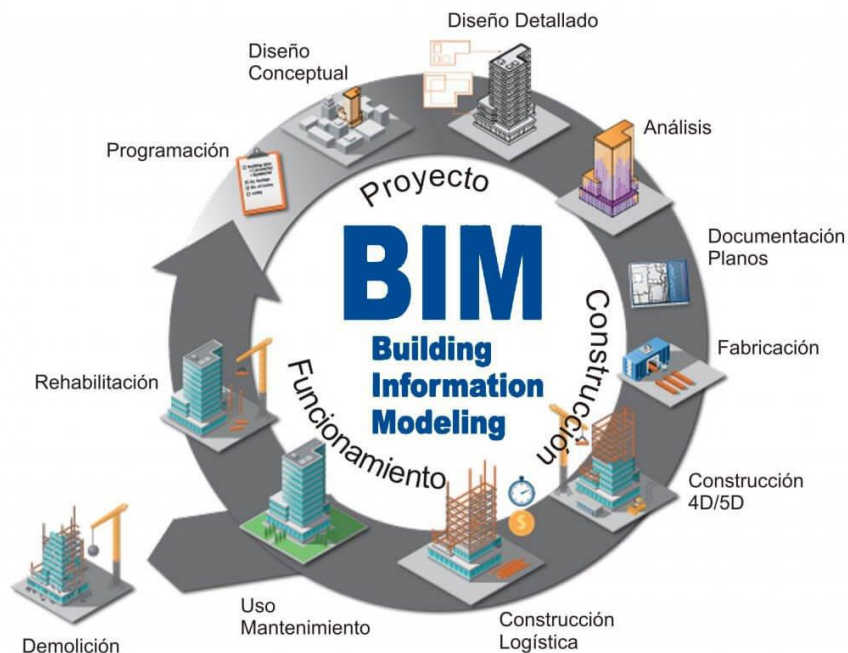 Diseño Detallado
Diseño
Conceptual
Análisis
Programación
Proyecto
Documentación
Planos
BIM
Building
Information
Modeling
Construcción
Fabricación
Funcionamiento
Rehabilitación
Construcción
4D/5D
Uso
Mantenimiento
Construcción
Logística
Demolición